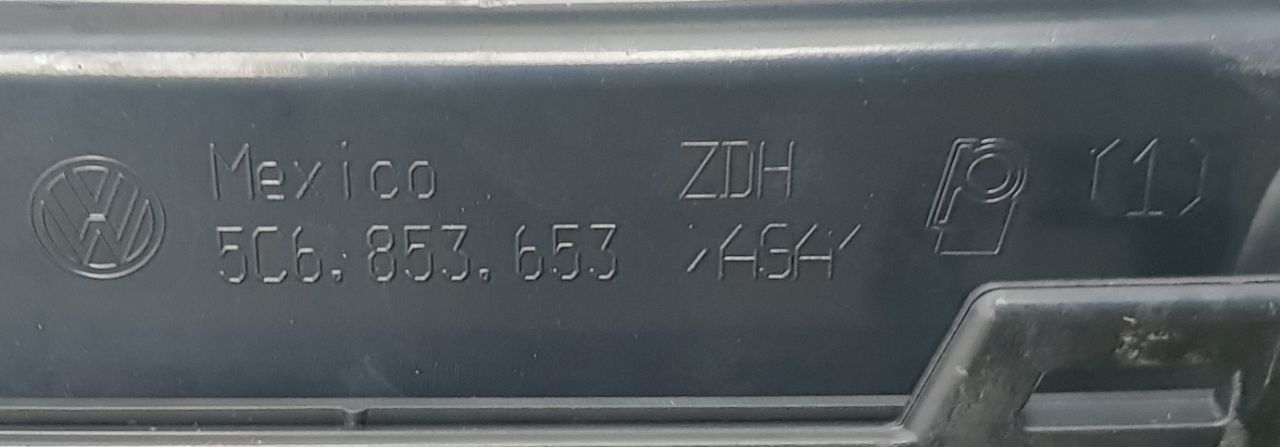 Mexico ZDH (1)
5C6.853.653 >ASA<